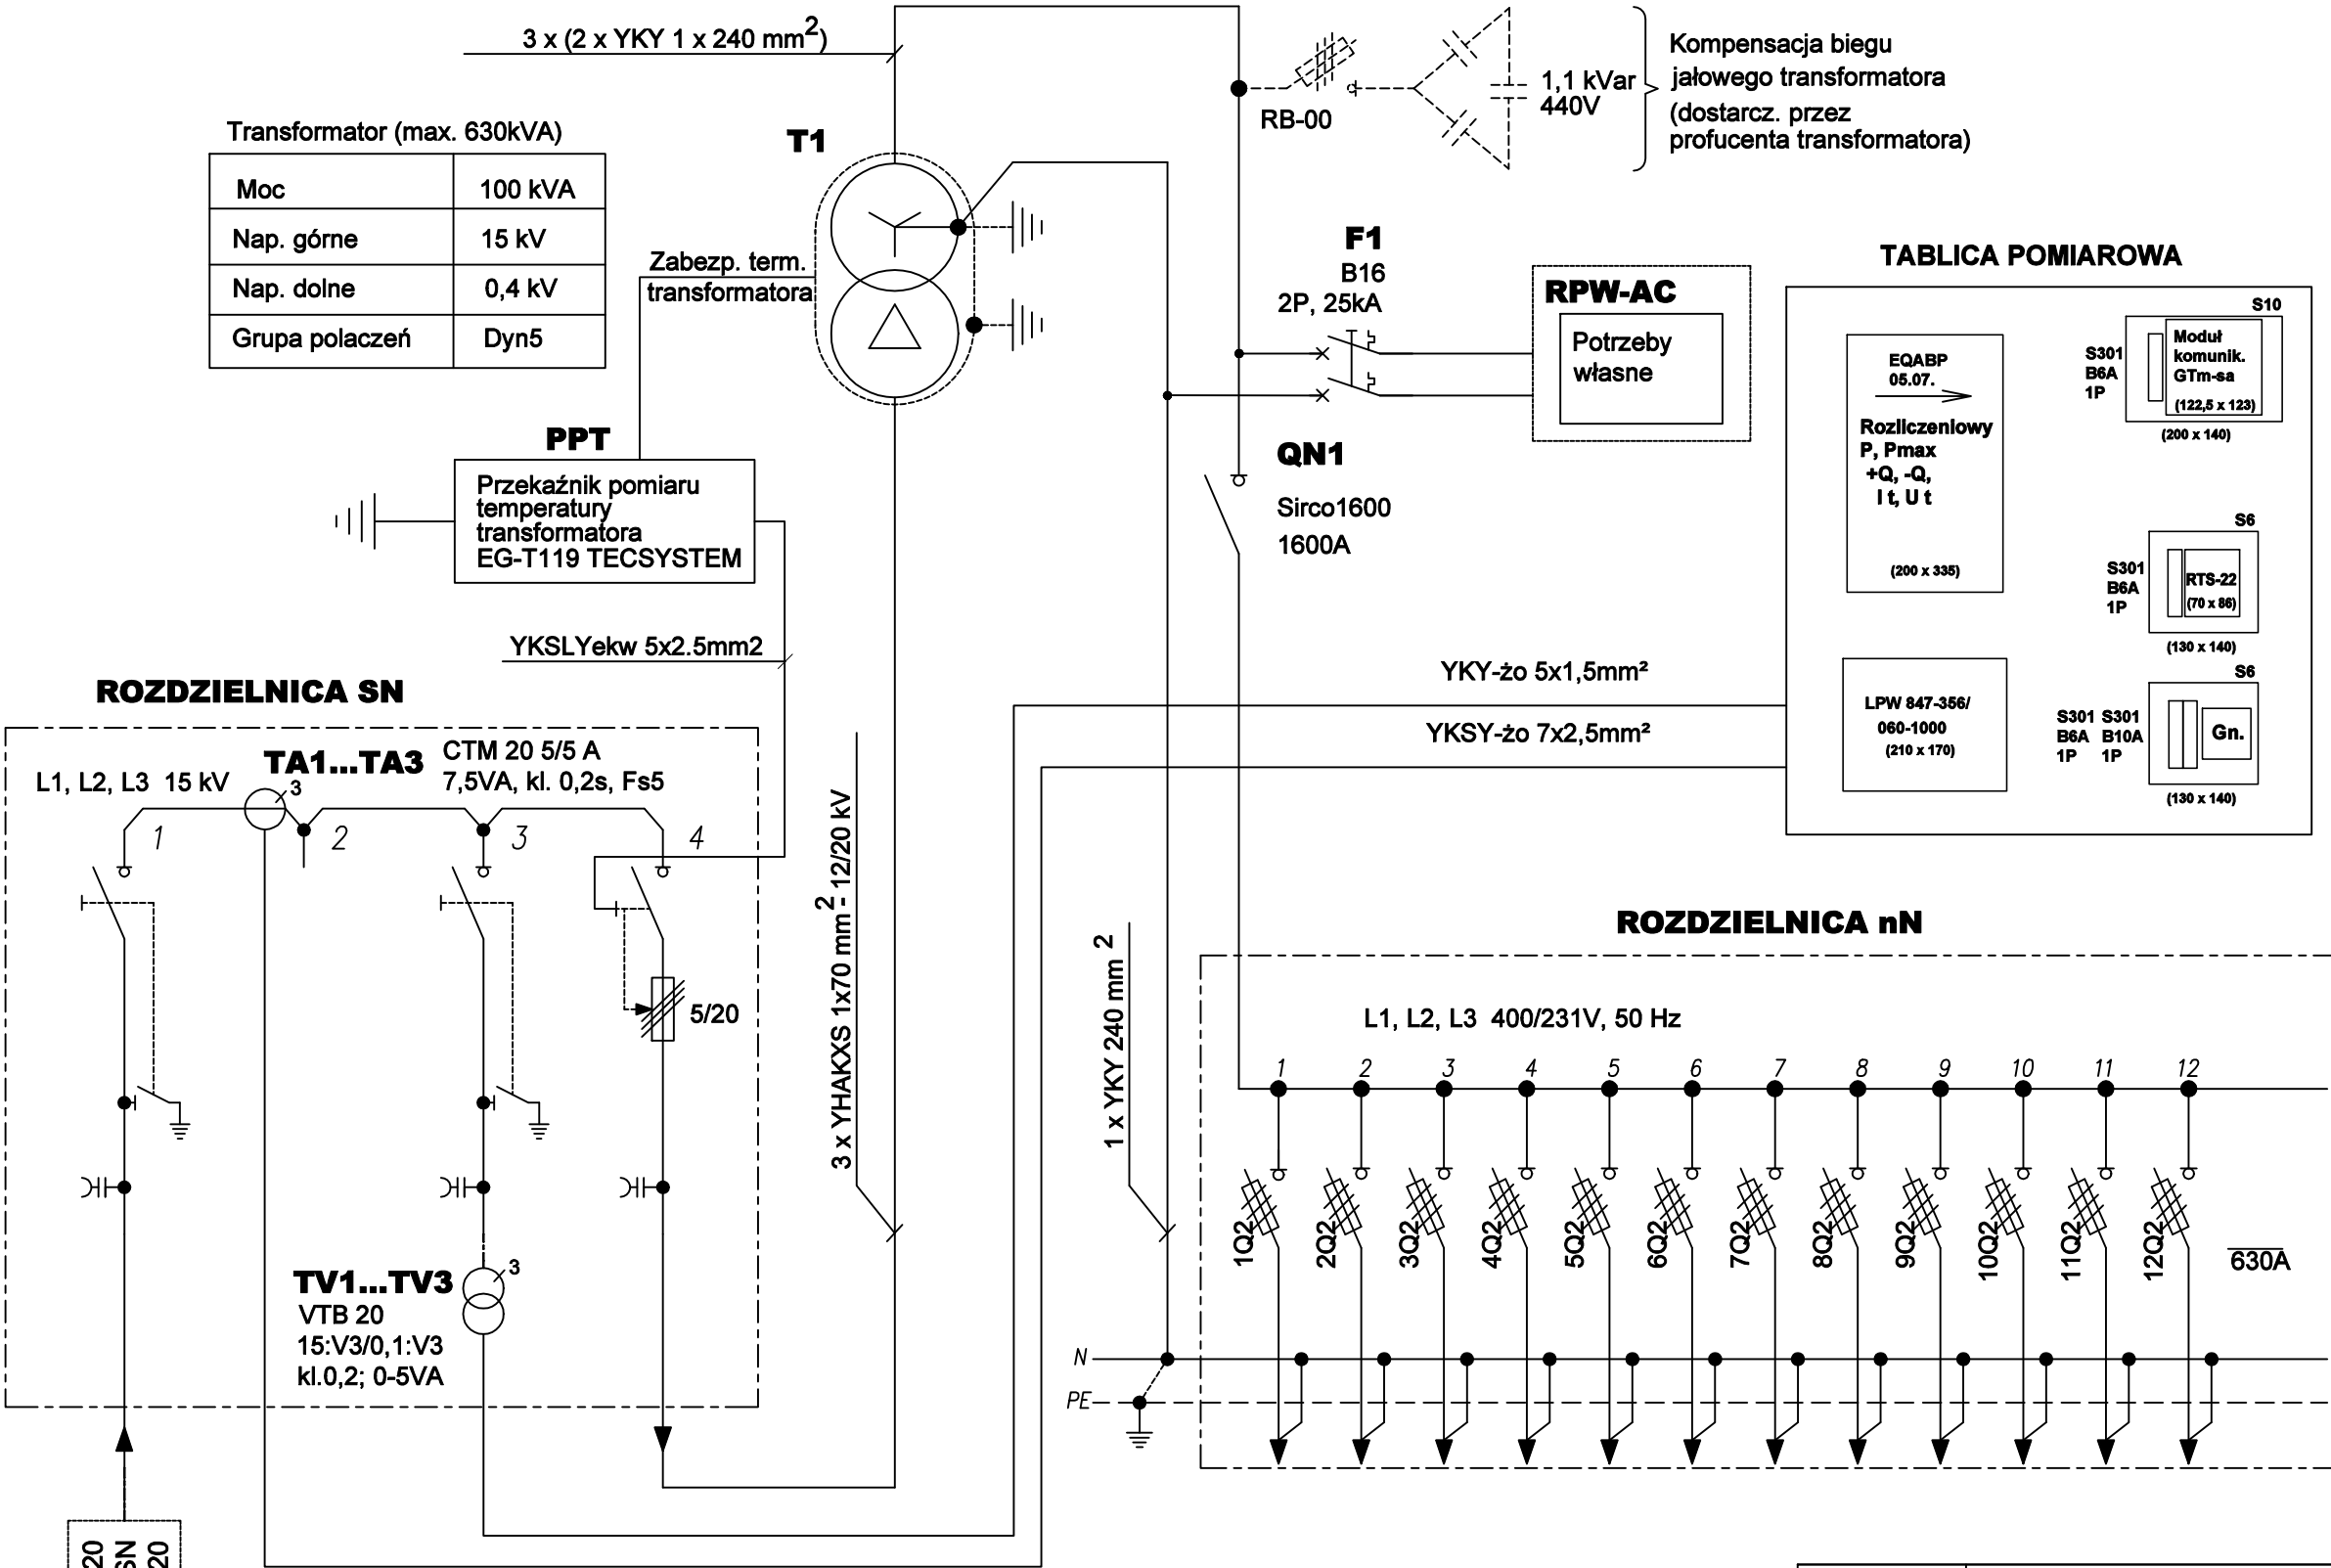 3 x (2 x YKY 1 x 240 mm2)
Kompensacja biegu
jałowego transformatora
(dostarcz. przez
profucenta transformatora)
1,1 kVar
440V
RB-00
Transformator (max. 630kVA)
Moc 100 kVA
Nap. górne 15 kV
Nap. dolne 0,4 kV
Grupa polaczeń Dyn5
T1
Zabezp. term.
transformatora
F1
B16
2P, 25kA
RPW-AC
Potrzeby
własne
QN1
Sirco1600
1600A
PPT
Przekaźnik pomiaru
temperatury
transformatora
EG-T119 TECSYSTEM
YKSLYekw 5x2.5mm2
TABLICA POMIAROWA
EQABP
05.07.
Rozliczeniowy
P, Pmax
+Q, -Q,
I t, U t
(200 x 335)
S10
S301
B6A
1P
Moduł
komunik.
GTm-sa
(122,5 x 123)
(200 x 140)
S6
S301
B6A
1P
RTS-22
(70 x 86)
(130 x 140)
LPW 847-356/
060-1000
(210 x 170)
S6
S301 S301
B6A B10A
1P 1P
Gn.
(130 x 140)
YKY-żo 5x1,5mm²
YKSY-żo 7x2,5mm²
ROZDZIELNICA SN
L1, L2, L3 15 kV
TA1...TA3
CTM 20 5/5 A
7,5VA, kl. 0,2s, Fs5
3
1 2 3 4
5/20
TV1...TV3
3
VTB 20
15:V3/0,1:V3
kl.0,2; 0-5VA
3 x YHAKXS 1x70 mm2 - 12/20 kV
1 x YKY 240 mm 2
ROZDZIELNICA nN
L1, L2, L3 400/231V, 50 Hz
1 2 3 4 5 6 7 8 9 10 11 12
1Q2 2Q2 3Q2 4Q2 5Q2 6Q2 7Q2 8Q2 9Q2 10Q2 11Q2 12Q2
630A
N
PE
20
SN
20